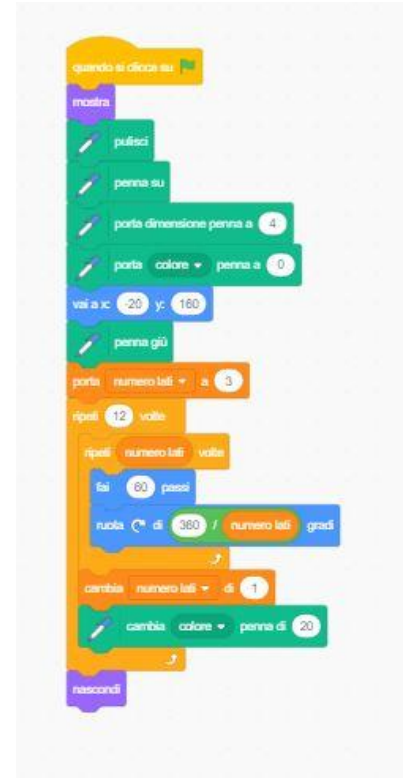 quando si clicca su
mostra
pulisci
penna su
porta dimensione penna a 4
porta colore penna a 0
vai a x: -20 y: 160
penna giù
porta numero lati a 3
ripeti 12 volte
ripeti numero lati volte
fai 60 passi
ruota di 360 / numero lati gradi
cambia numero lati di 1
cambia colore penna di 20
nascondi